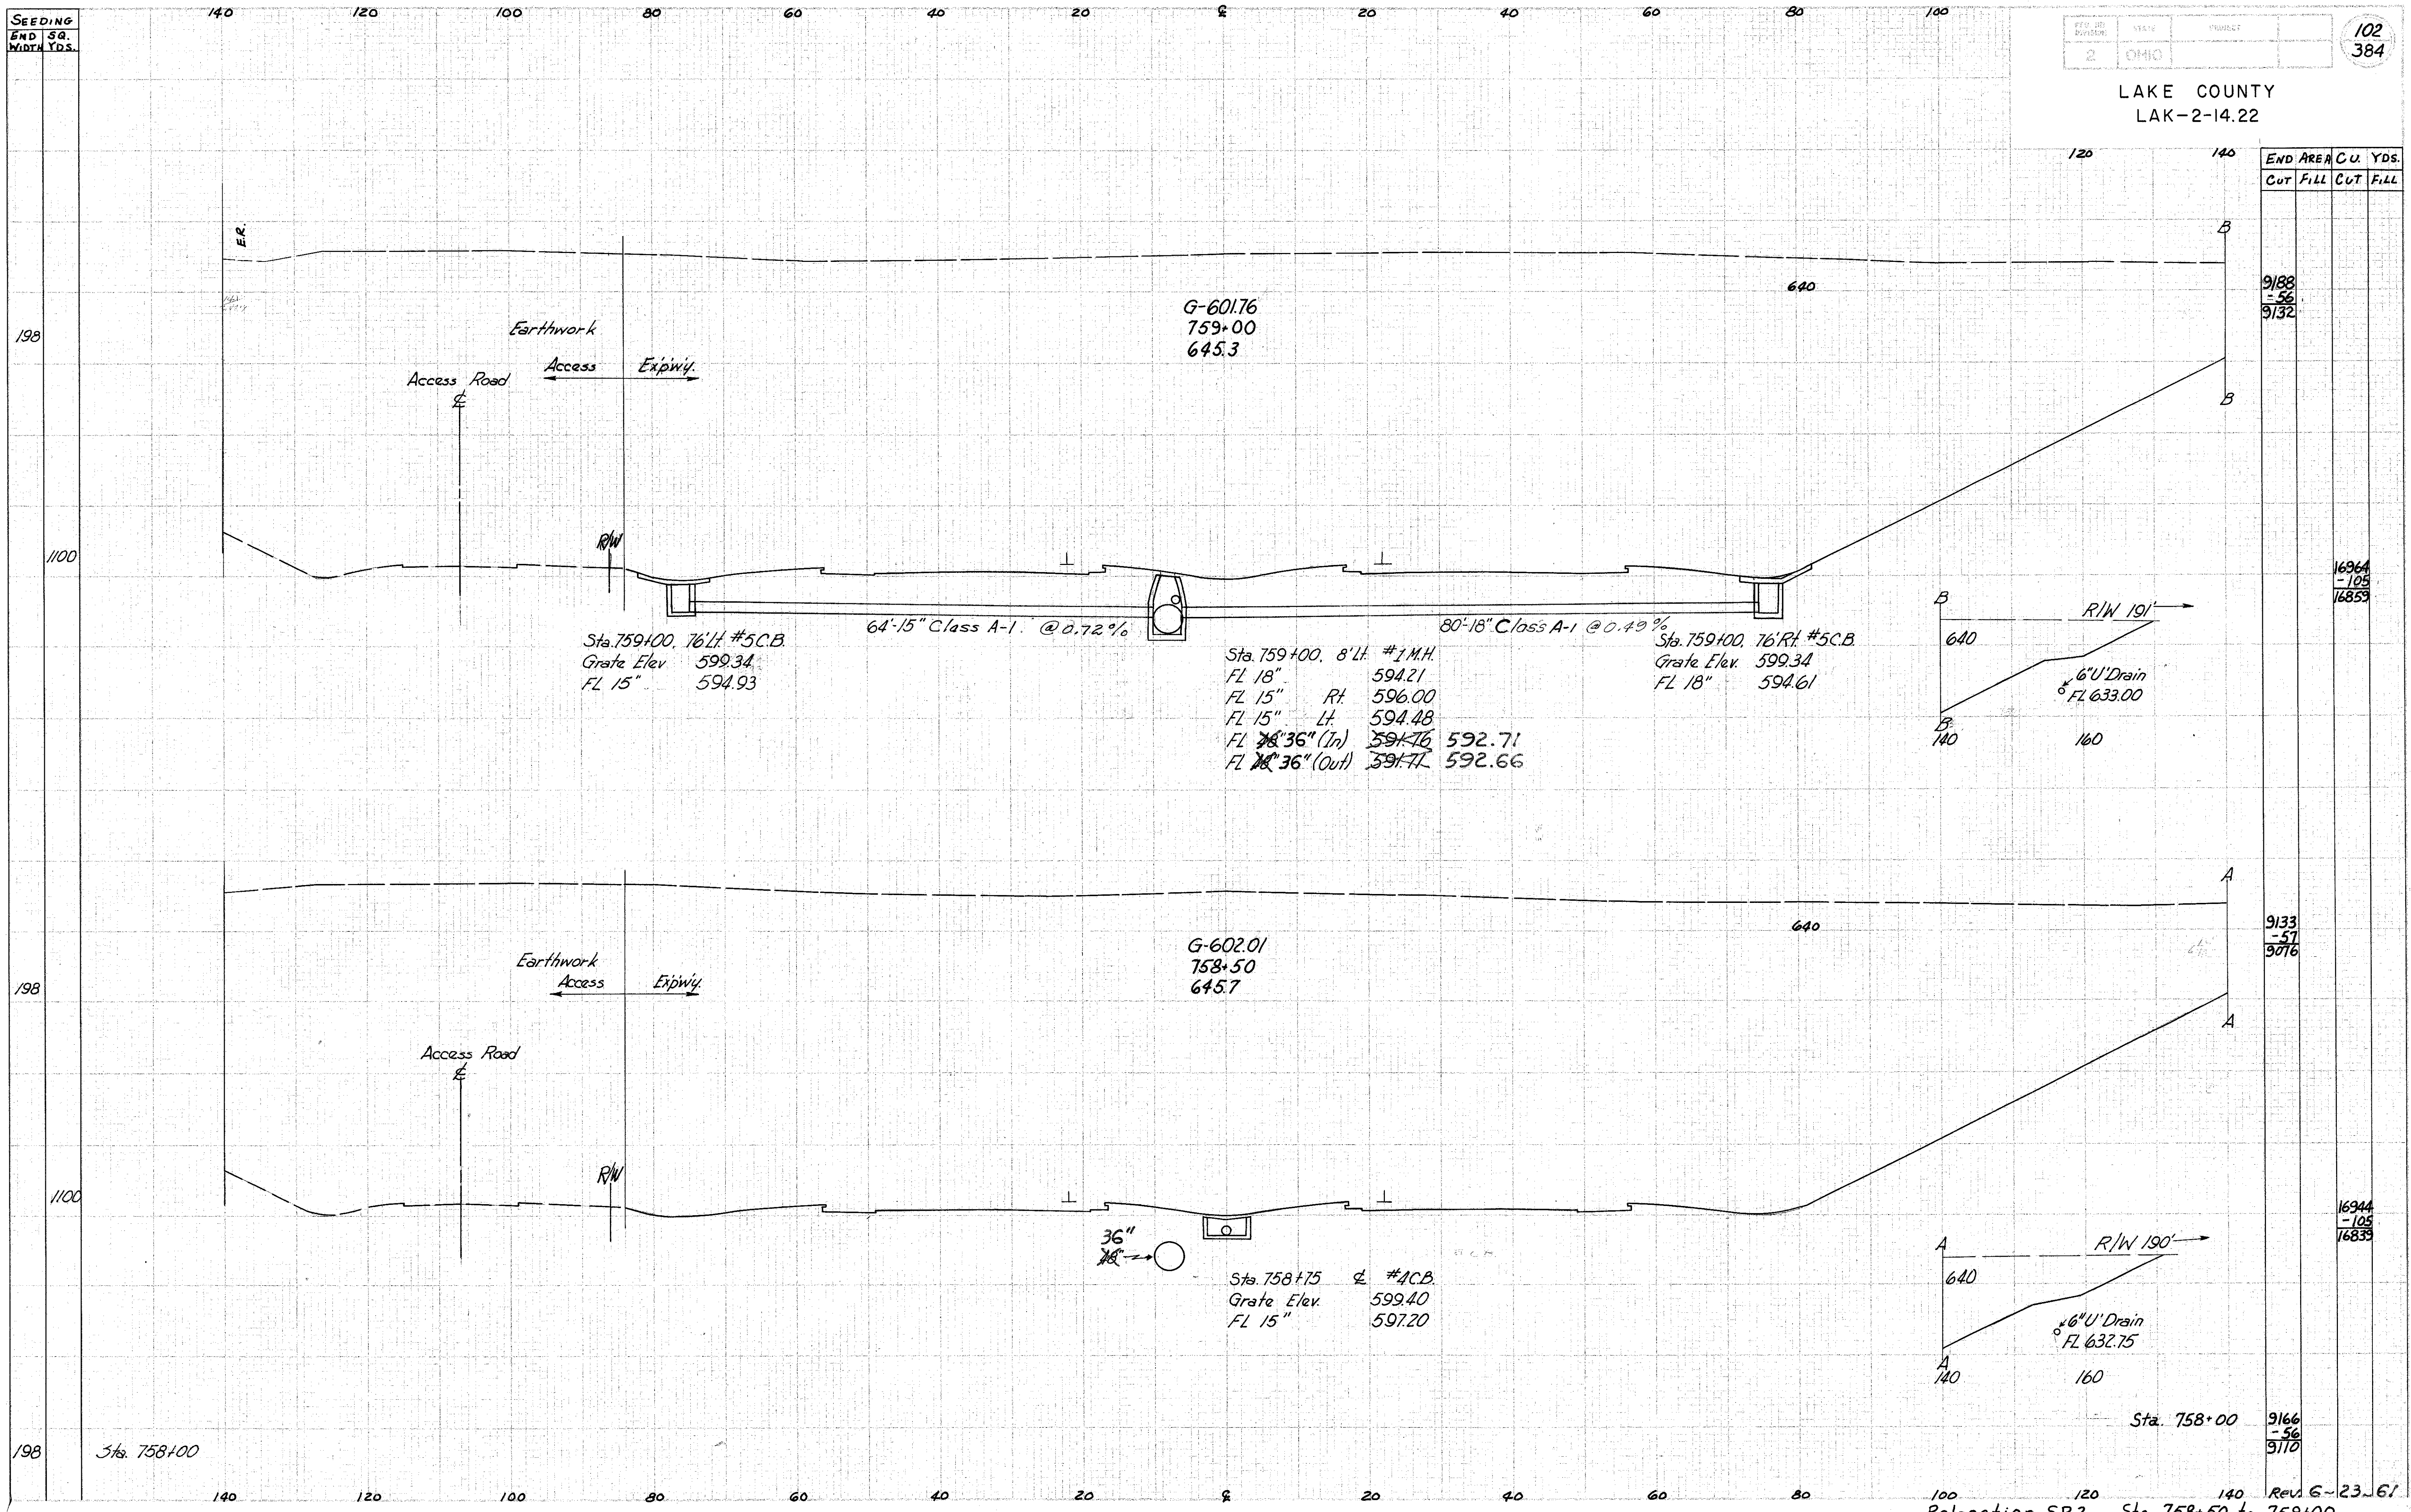 SEEDING
END SQ.
WIDTH YDS.
140 120 100 80 60 40 20 ℄ 20 40 60 80 100
2 OHIO
102
384
LAKE COUNTY
LAK-2-14.22
120 140
END AREA CU. YDS.
CUT FILL CUT FILL
E.R.
B
640
9188
-56
9132
G-601.76
759+00
645.3
198
Earthwork
Access Exp'w'y.
Access Road
℄
B
R/W
1100
16964
-105
16859
64'-15" Class A-1 @ 0.72%
80'-18" Class A-1 @ 0.49%
Sta. 759+00, 76' Lt. #5 C.B.
Grate Elev 599.34
FL 15" 594.93
Sta. 759+00, 8' Lt. #1 M.H.
FL 18" 594.21
FL 15" Rt. 596.00
FL 15" Lt. 594.48
FL 48" 36" (In) 591.76 592.71
FL 48" 36" (Out) 591.71 592.66
Sta. 759+00, 76' Rt. #5 C.B.
Grate Elev. 599.34
FL 18" 594.61
B
R/W 191'
640
6" 'U' Drain
FL 633.00
B
140 160
A
640
9133
-57
9076
G-602.01
758+50
645.7
Earthwork
Access Exp'w'y.
198
A
Access Road
℄
R/W
1100
16944
-105
16839
36"
48"
Sta. 758+75 ℄ #4 C.B.
Grate Elev. 599.40
FL 15" 597.20
A
R/W 190'
640
6" 'U' Drain
FL 632.75
A
140 160
Sta. 758+00
9166
-56
9110
198
Sta. 758+00
140 120 100 80 60 40 20 ℄ 20 40 60 80 100 120 140
Rev. 6-23-61